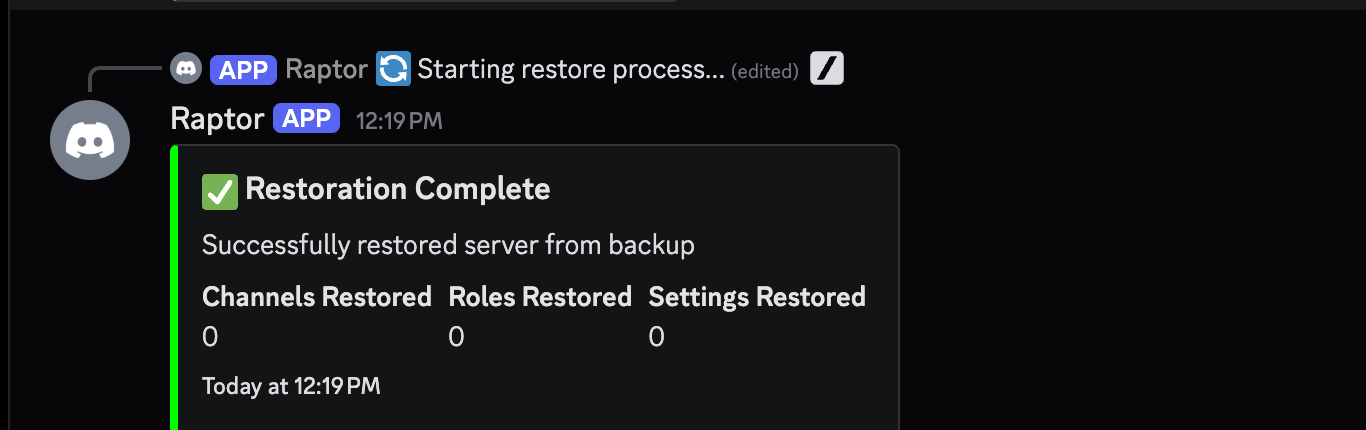 APP Raptor 🔄 Starting restore process... (edited)
Raptor APP 12:19 PM
✅ Restoration Complete
Successfully restored server from backup
Channels Restored Roles Restored Settings Restored
0 0 0
Today at 12:19 PM